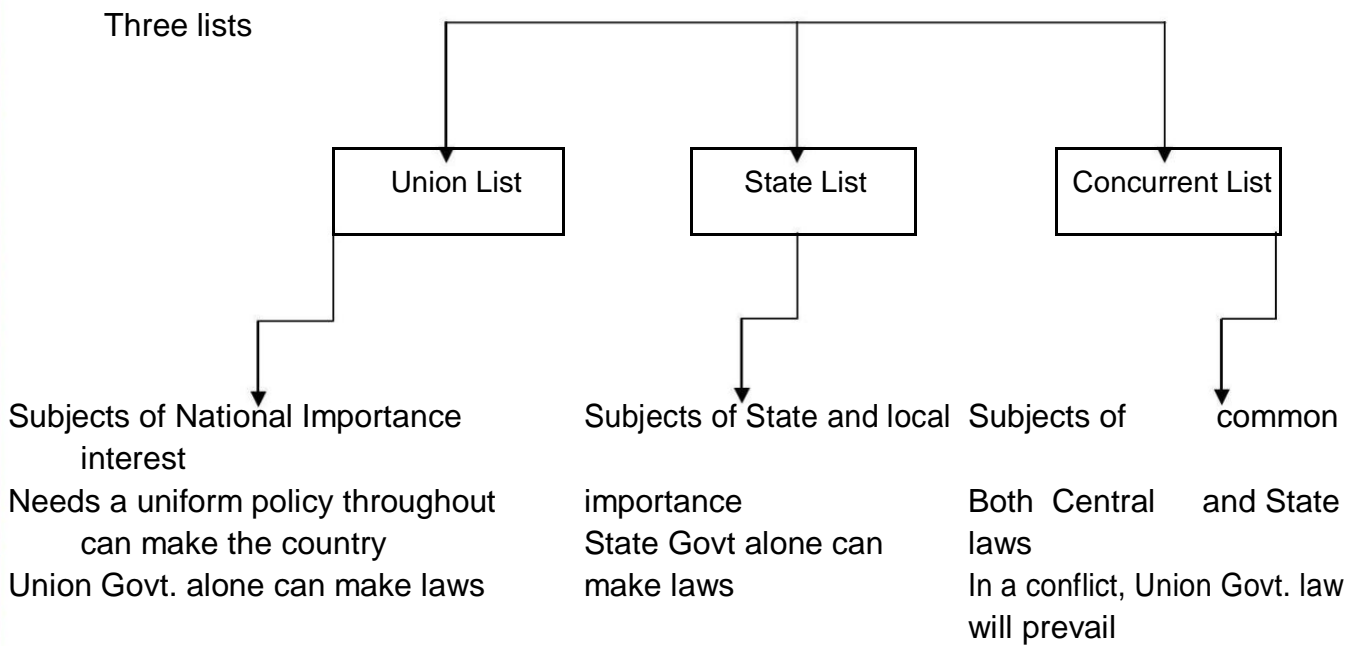 Three lists
Union List
State List
Concurrent List
Subjects of National Importance
interest
Needs a uniform policy throughout
can make the country
Union Govt. alone can make laws
Subjects of State and local
importance
State Govt alone can
make laws
Subjects of common
Both Central and State
laws
In a conflict, Union Govt. law
will prevail